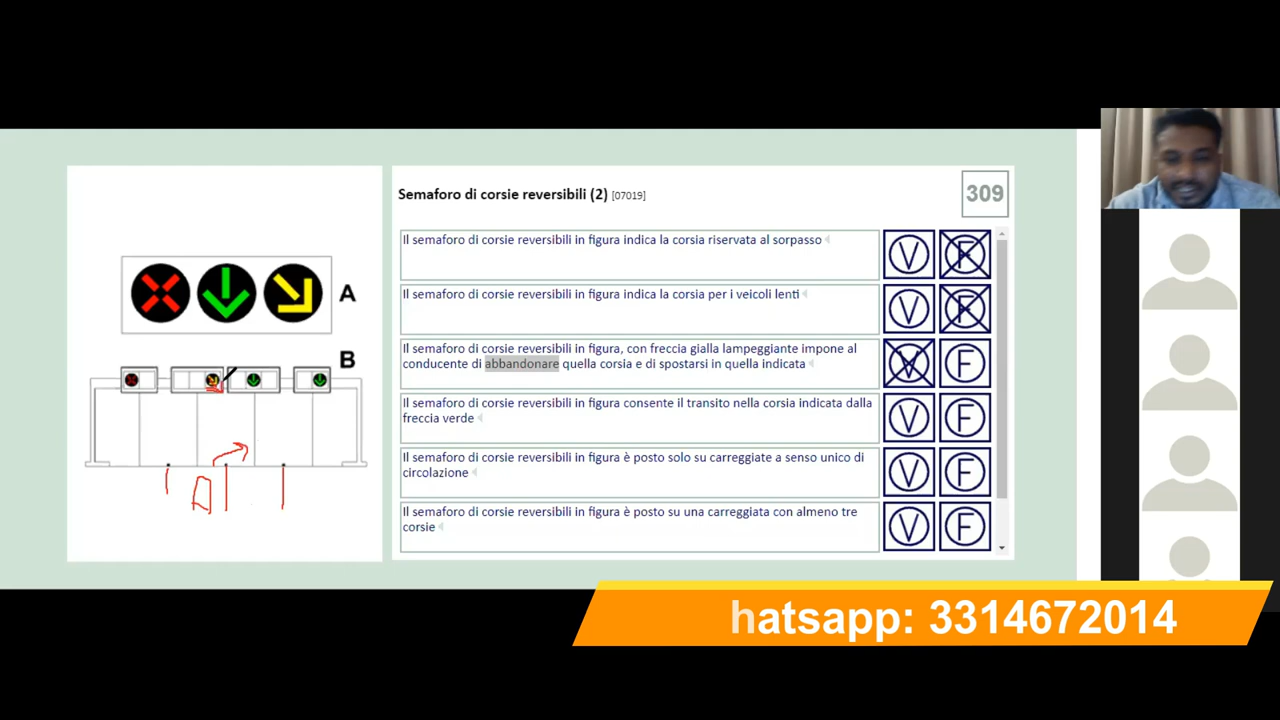 Semaforo di corsie reversibili (2) [07019]
309
Il semaforo di corsie reversibili in figura indica la corsia riservata al sorpasso
V F
Il semaforo di corsie reversibili in figura indica la corsia per i veicoli lenti
V F
Il semaforo di corsie reversibili in figura, con freccia gialla lampeggiante impone al
conducente di abbandonare quella corsia e di spostarsi in quella indicata
V F
Il semaforo di corsie reversibili in figura consente il transito nella corsia indicata dalla
freccia verde
V F
Il semaforo di corsie reversibili in figura è posto solo su carreggiate a senso unico di
circolazione
V F
Il semaforo di corsie reversibili in figura è posto su una carreggiata con almeno tre
corsie
V F
A
B
hatsapp: 3314672014